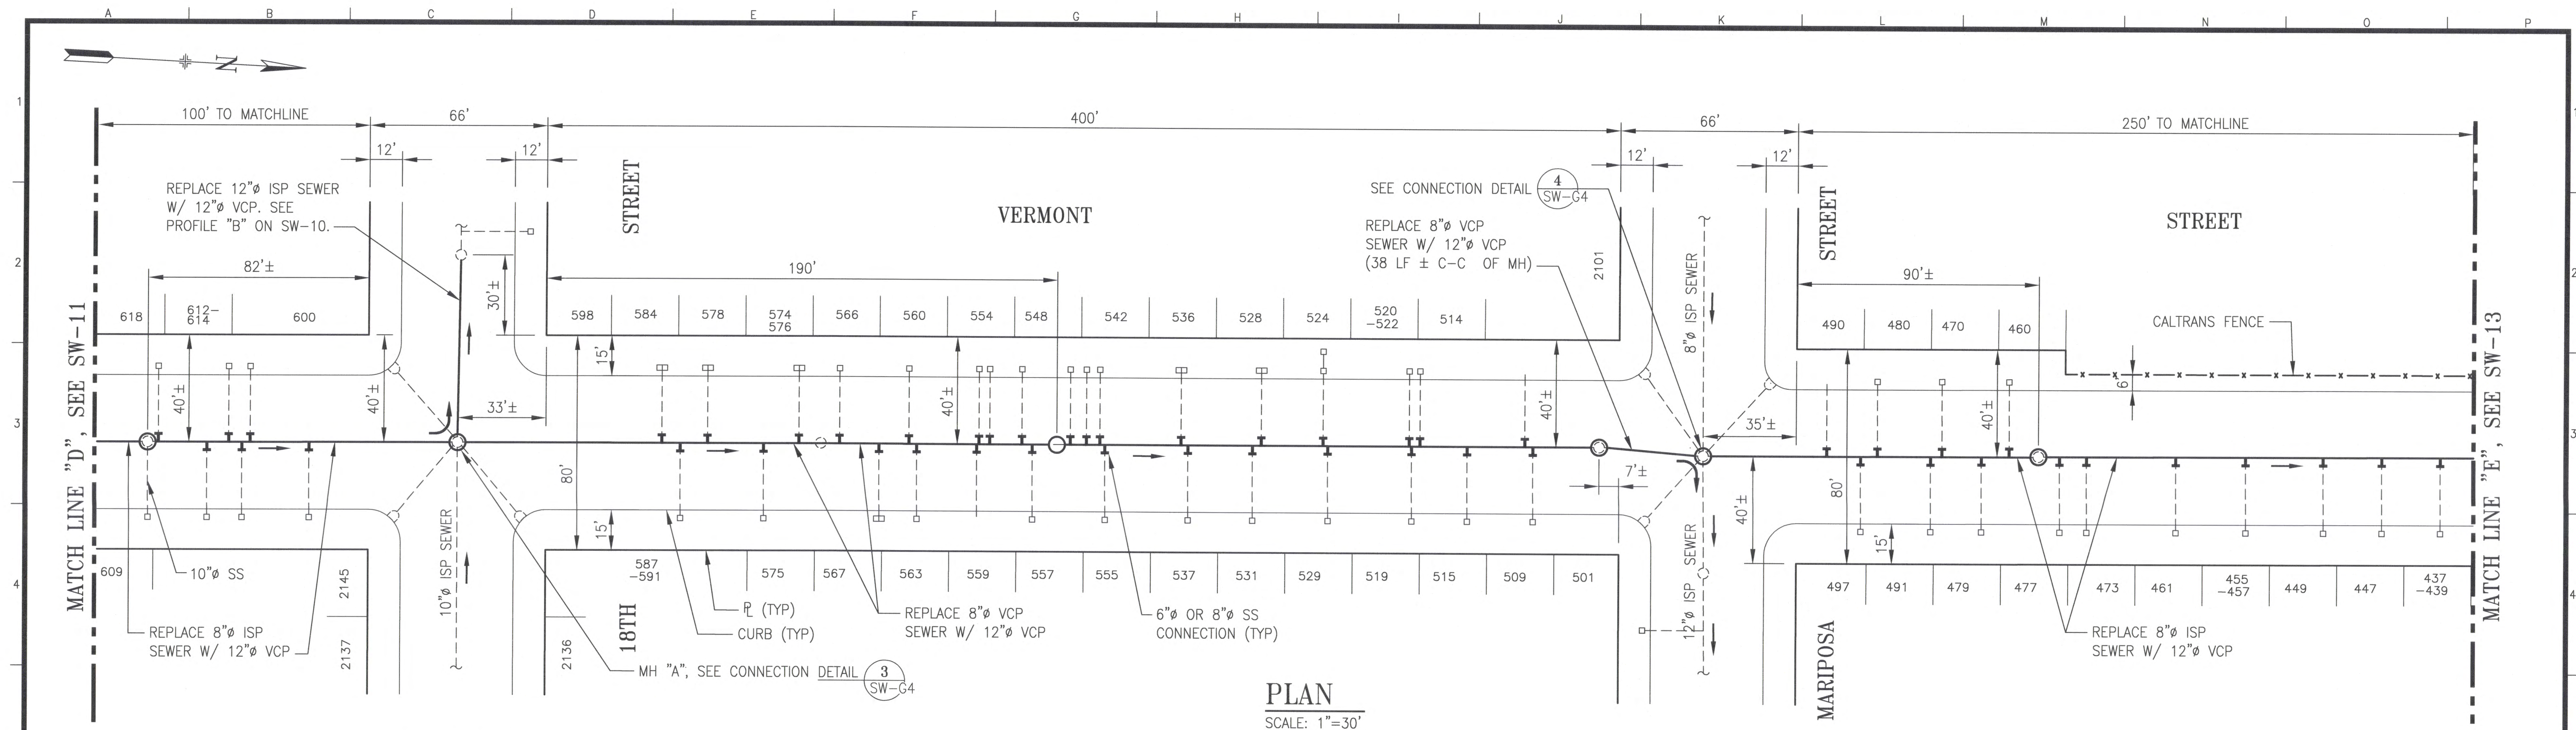 A B C D E F G H I J K L M N O P
N
1
2
3
4
1
2
3
4
100' TO MATCHLINE
66'
400'
66'
250' TO MATCHLINE
12'
12'
12'
12'
REPLACE 12"ø ISP SEWER
W/ 12"ø VCP. SEE
PROFILE "B" ON SW-10.
STREET
VERMONT
SEE CONNECTION DETAIL
4
SW-G4
REPLACE 8"ø VCP
SEWER W/ 12"ø VCP
(38 LF ± C-C OF MH)
2101
8"ø ISP SEWER
STREET
STREET
82'±
30'±
190'
90'±
618
612-
614
600
598
584
578
574
576
566
560
554
548
542
536
528
524
520
-522
514
490
480
470
460
CALTRANS FENCE
MATCH LINE "D", SEE SW-11
MATCH LINE "E", SEE SW-13
15'
6'
40'±
40'±
33'±
40'±
40'±
35'±
40'±
80'
7'±
40'±
80'
15'
15'
10"ø ISP SEWER
12"ø ISP SEWER
609
10"ø SS
2145
2137
587
-591
575
567
563
559
557
555
537
531
529
519
515
509
501
497
491
479
477
473
461
455
-457
449
447
437
-439
REPLACE 8"ø ISP
SEWER W/ 12"ø VCP
2136
18TH
PL (TYP)
CURB (TYP)
REPLACE 8"ø VCP
SEWER W/ 12"ø VCP
6"ø OR 8"ø SS
CONNECTION (TYP)
MARIPOSA
REPLACE 8"ø ISP
SEWER W/ 12"ø VCP
MH "A", SEE CONNECTION DETAIL
3
SW-G4
PLAN
SCALE: 1"=30'